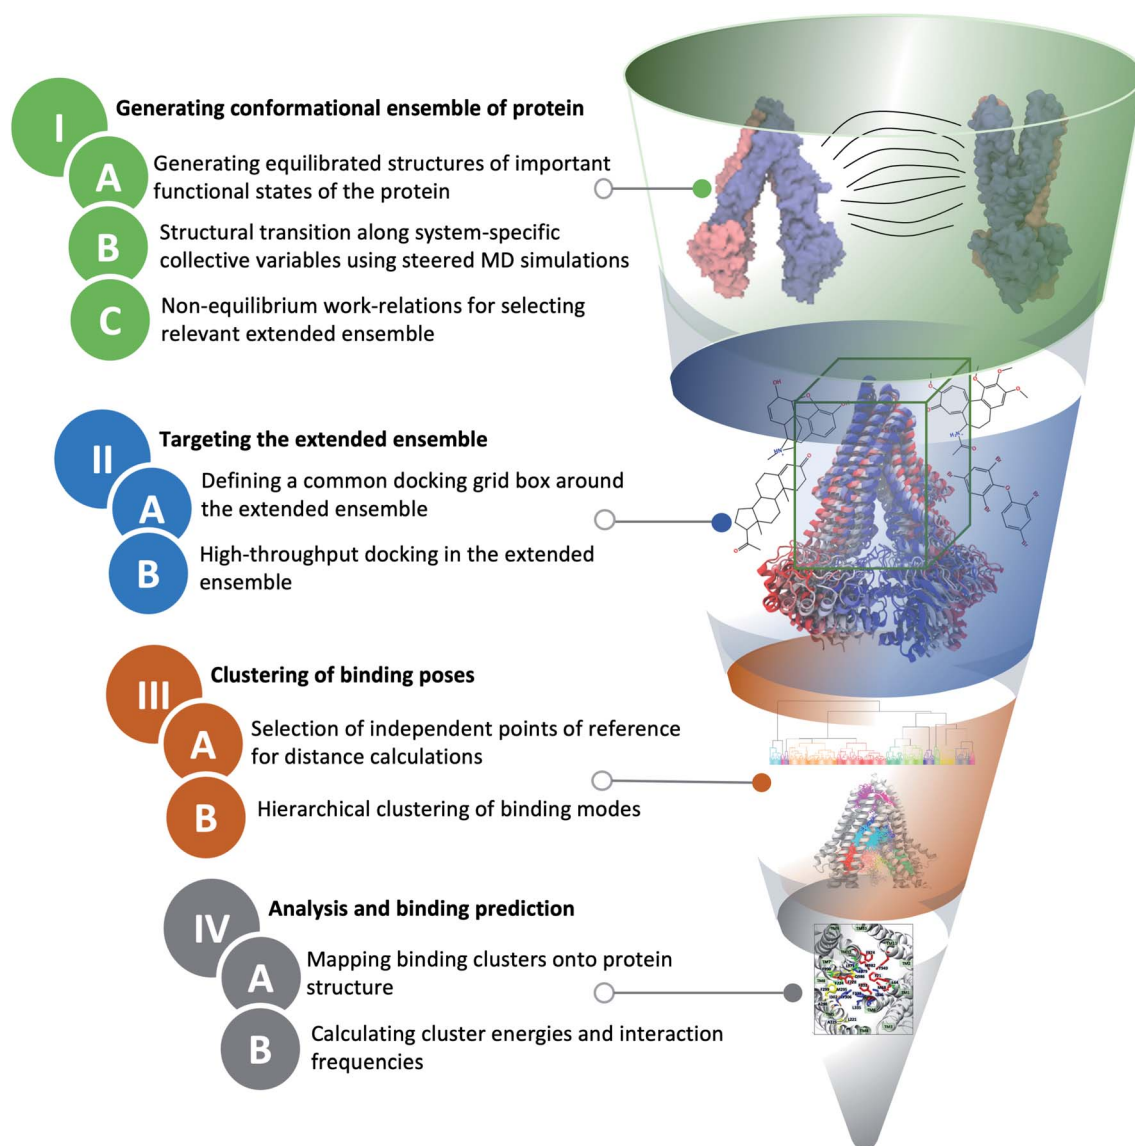 I
Generating conformational ensemble of protein
A
Generating equilibrated structures of important
functional states of the protein
B
Structural transition along system-specific
collective variables using steered MD simulations
C
Non-equilibrium work-relations for selecting
relevant extended ensemble
II
Targeting the extended ensemble
A
Defining a common docking grid box around
the extended ensemble
B
High-throughput docking in the extended
ensemble
III
Clustering of binding poses
A
Selection of independent points of reference
for distance calculations
B
Hierarchical clustering of binding modes
IV
Analysis and binding prediction
A
Mapping binding clusters onto protein
structure
B
Calculating cluster energies and interaction
frequencies